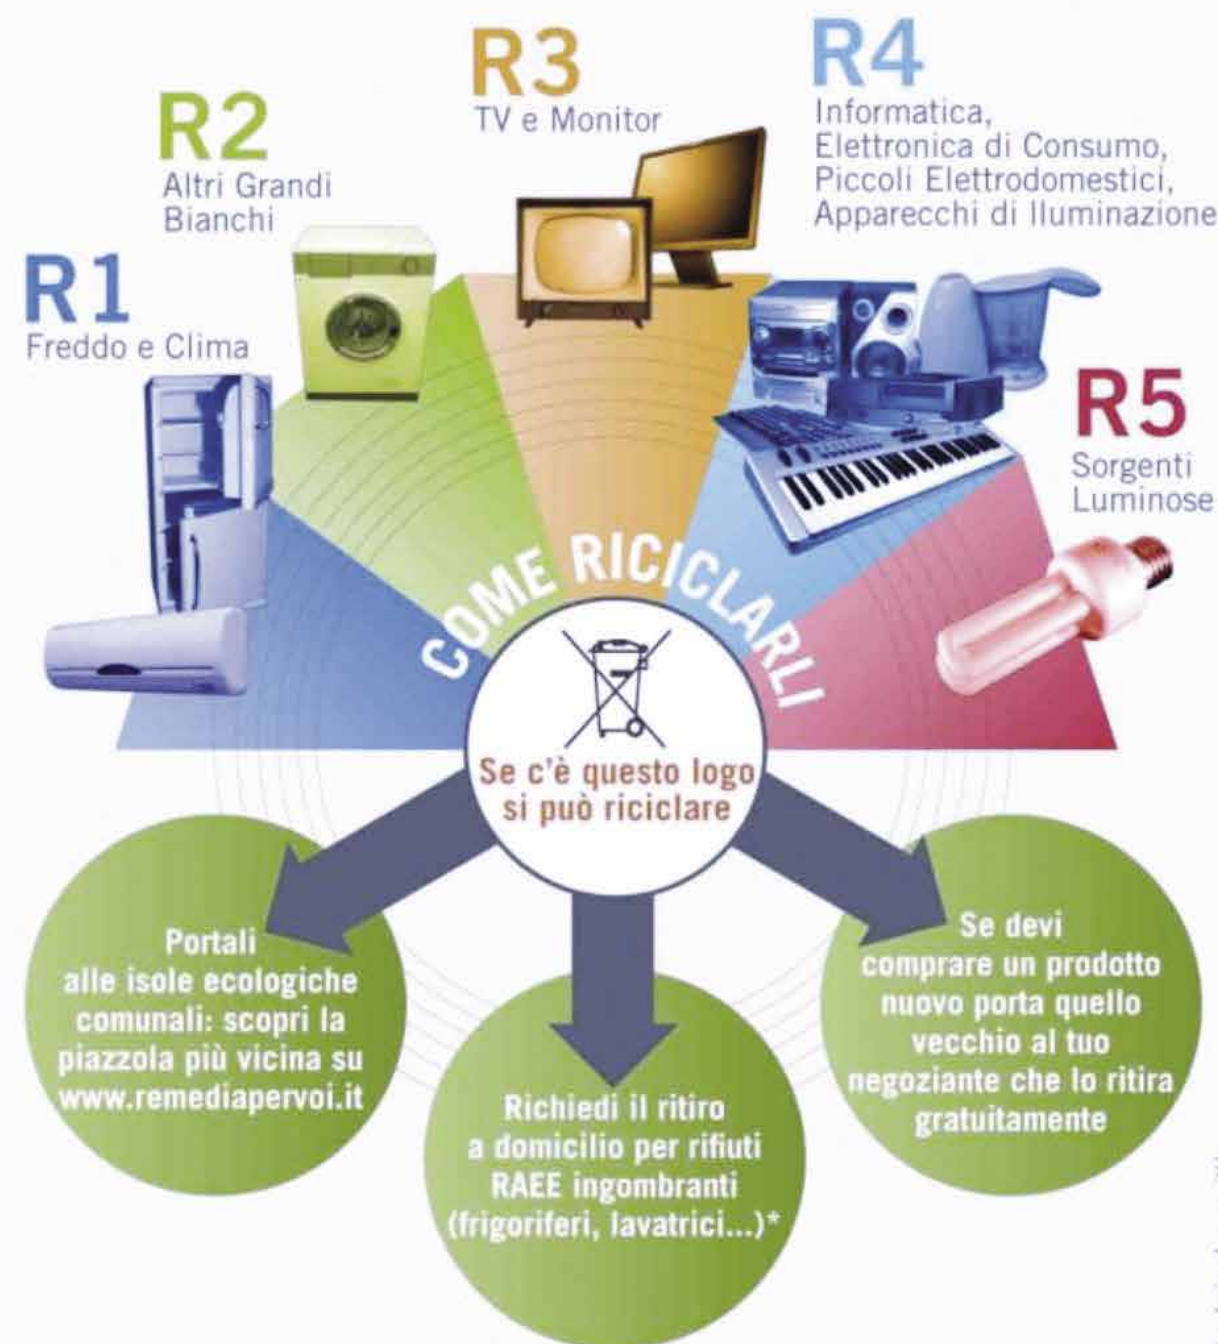 R1
Freddo e Clima
R2
Altri Grandi
Bianchi
R3
TV e Monitor
R4
Informatica,
Elettronica di Consumo,
Piccoli Elettrodomestici,
Apparecchi di Iluminazione
R5
Sorgenti
Luminose
COME RICICLARLI
Se c'è questo logo
si può riciclare
Portali
alle isole ecologiche
comunali: scopri la
piazzola più vicina su
www.remediapervoi.it
Richiedi il ritiro
a domicilio per rifiuti
RAEE ingombranti
(frigoriferi, lavatrici...)*
Se devi
comprare un prodotto
nuovo porta quello
vecchio al tuo
negoziante che lo ritira
gratuitamente